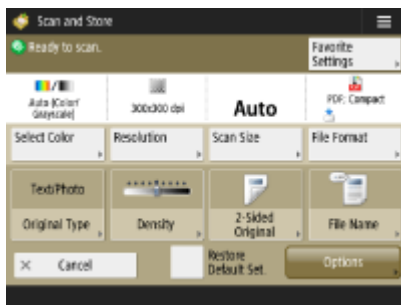 Scan and Store
Ready to scan.
Favorite
Settings
Auto (Color/
Grayscale)
300x300 dpi
Auto
PDF; Compact
Select Color
Resolution
Scan Size
File Format
Text/Photo
Original Type
Density
2-Sided
Original
File Name
Cancel
Restore
Default Set.
Options